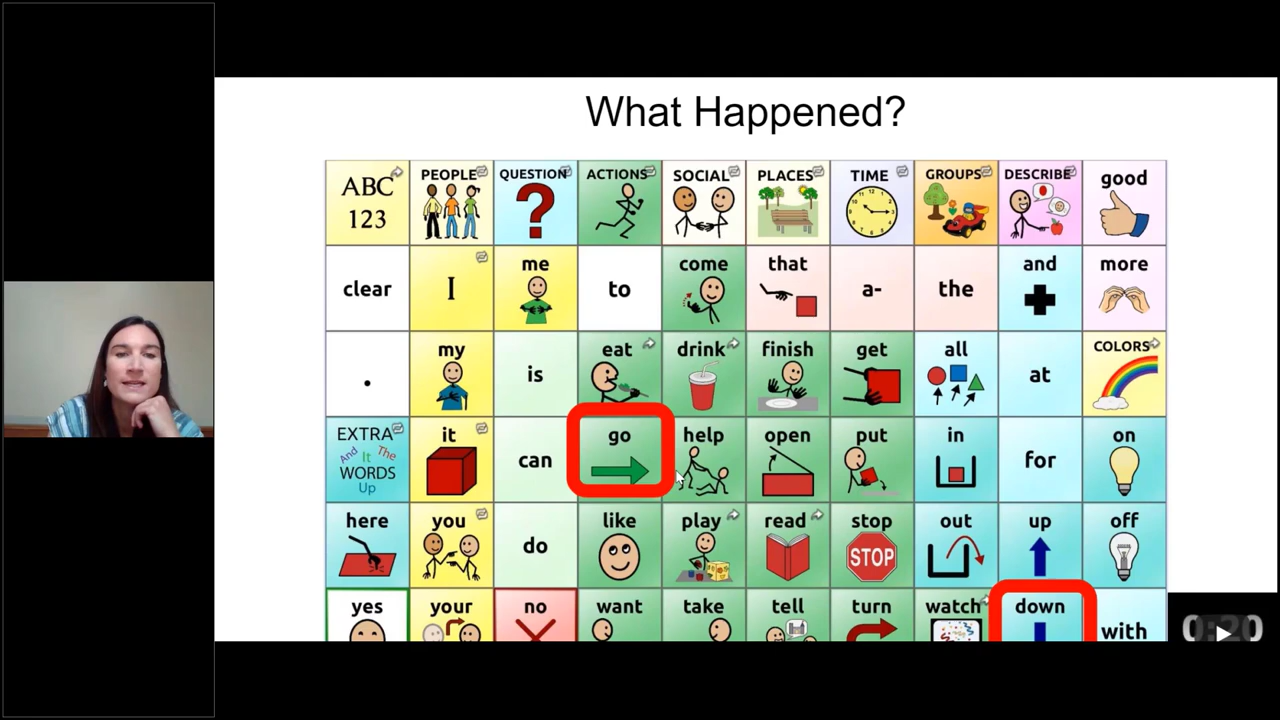 What Happened?
ABC PEOPLE QUESTION ACTIONS SOCIAL PLACES TIME GROUPS DESCRIBE good
123
clear I me to come that a- the and more
. my is eat drink finish get all at COLORS
EXTRA it can go help open put in for on
And It The
WORDS
Up
here you do like play read stop out up off
STOP
yes your no want take tell turn watch down with
0:20